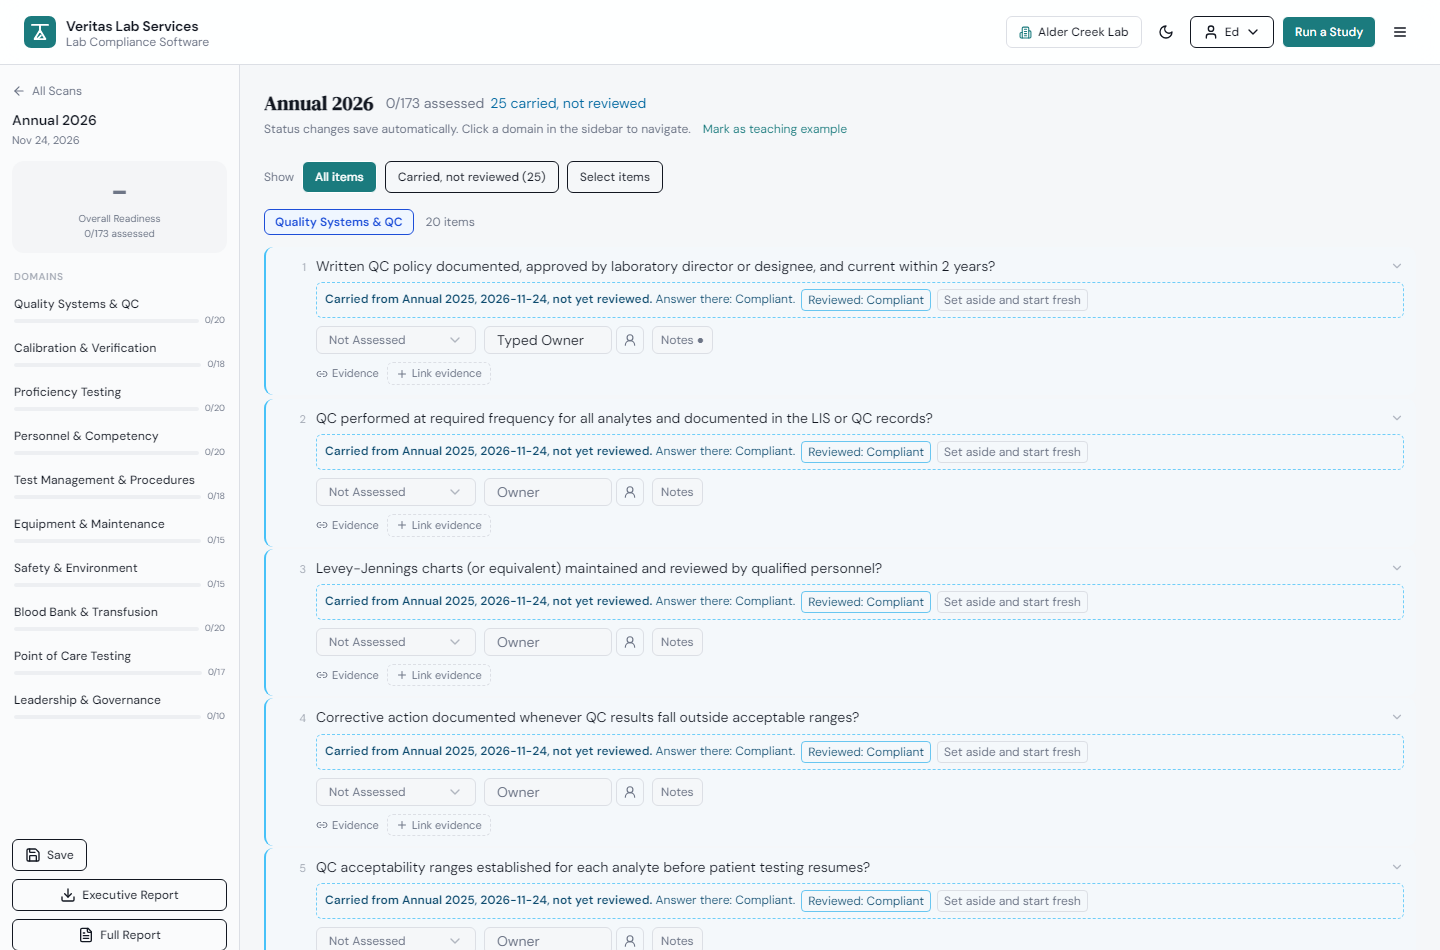 Veritas Lab Services
Lab Compliance Software
Alder Creek Lab
Ed
Run a Study
All Scans
Annual 2026
Nov 24, 2026
–
Overall Readiness
0/173 assessed
DOMAINS
Quality Systems & QC
0/20
Calibration & Verification
0/18
Proficiency Testing
0/20
Personnel & Competency
0/20
Test Management & Procedures
0/18
Equipment & Maintenance
0/15
Safety & Environment
0/15
Blood Bank & Transfusion
0/20
Point of Care Testing
0/17
Leadership & Governance
0/10
Save
Executive Report
Full Report
Annual 2026 0/173 assessed 25 carried, not reviewed
Status changes save automatically. Click a domain in the sidebar to navigate. Mark as teaching example
Show All items Carried, not reviewed (25) Select items
Quality Systems & QC 20 items
1 Written QC policy documented, approved by laboratory director or designee, and current within 2 years?
Carried from Annual 2025, 2026-11-24, not yet reviewed. Answer there: Compliant. Reviewed: Compliant Set aside and start fresh
Not Assessed Typed Owner Notes •
Evidence + Link evidence
2 QC performed at required frequency for all analytes and documented in the LIS or QC records?
Carried from Annual 2025, 2026-11-24, not yet reviewed. Answer there: Compliant. Reviewed: Compliant Set aside and start fresh
Not Assessed Owner Notes
Evidence + Link evidence
3 Levey-Jennings charts (or equivalent) maintained and reviewed by qualified personnel?
Carried from Annual 2025, 2026-11-24, not yet reviewed. Answer there: Compliant. Reviewed: Compliant Set aside and start fresh
Not Assessed Owner Notes
Evidence + Link evidence
4 Corrective action documented whenever QC results fall outside acceptable ranges?
Carried from Annual 2025, 2026-11-24, not yet reviewed. Answer there: Compliant. Reviewed: Compliant Set aside and start fresh
Not Assessed Owner Notes
Evidence + Link evidence
5 QC acceptability ranges established for each analyte before patient testing resumes?
Carried from Annual 2025, 2026-11-24, not yet reviewed. Answer there: Compliant. Reviewed: Compliant Set aside and start fresh
Not Assessed Owner Notes